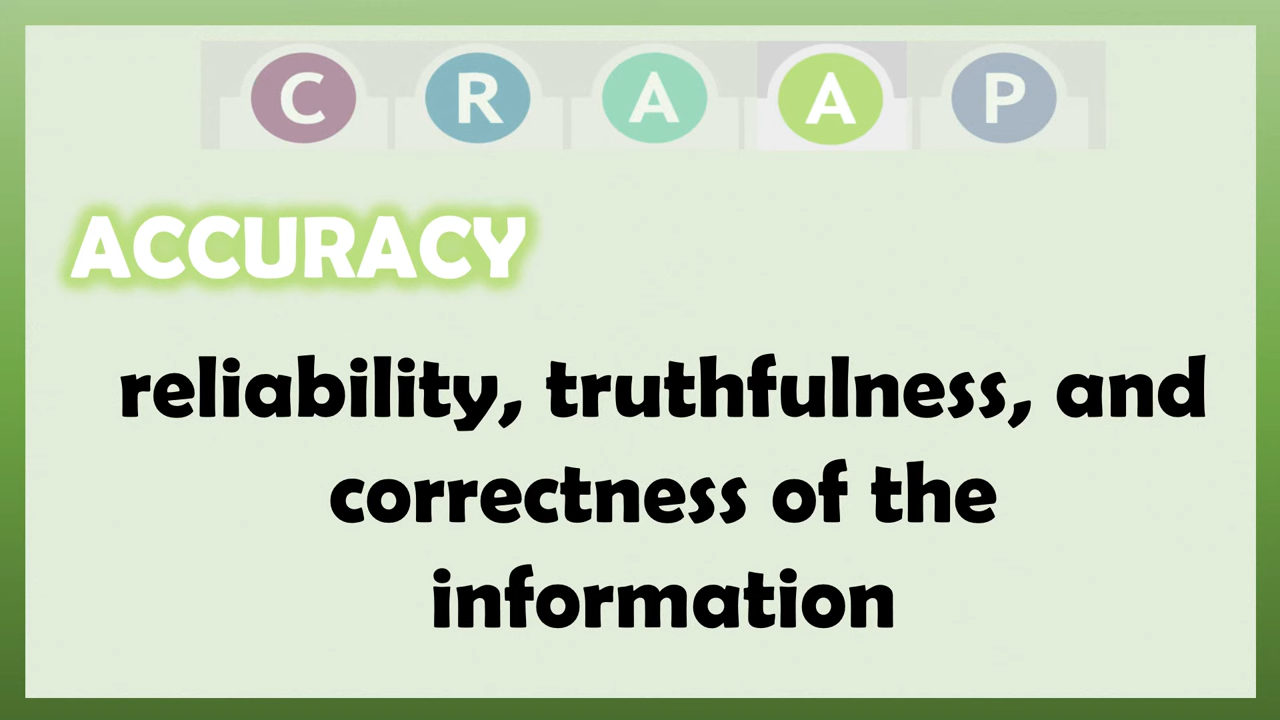 C R A A P
ACCURACY
reliability, truthfulness, and
correctness of the
information